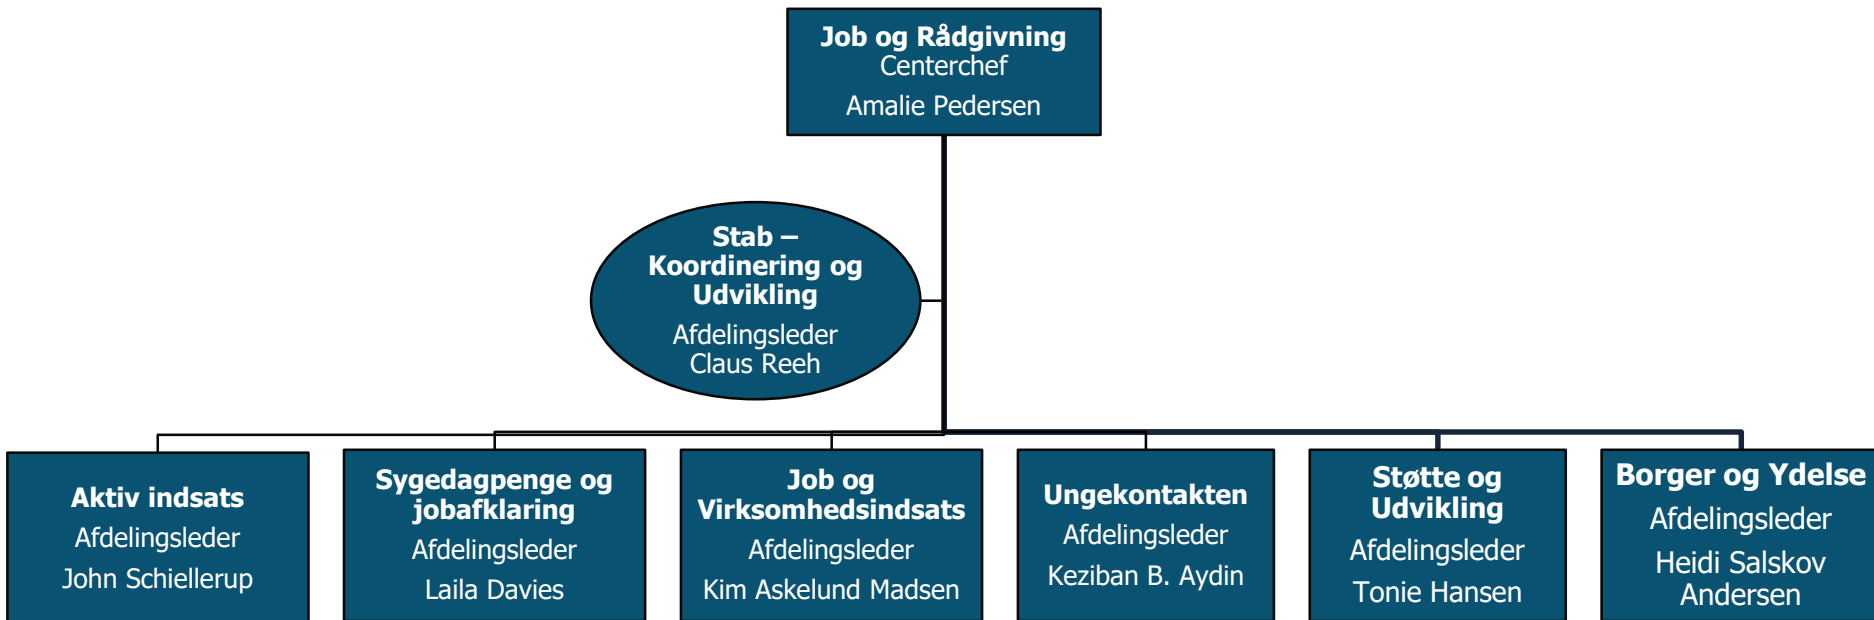 Job og Rådgivning
Centerchef
Amalie Pedersen
Stab –
Koordinering og
Udvikling
Afdelingsleder
Claus Reeh
Aktiv indsats
Afdelingsleder
John Schiellerup
Sygedagpenge og
jobafklaring
Afdelingsleder
Laila Davies
Job og
Virksomhedsindsats
Afdelingsleder
Kim Askelund Madsen
Ungekontakten
Afdelingsleder
Keziban B. Aydin
Støtte og
Udvikling
Afdelingsleder
Tonie Hansen
Borger og Ydelse
Afdelingsleder
Heidi Salskov
Andersen